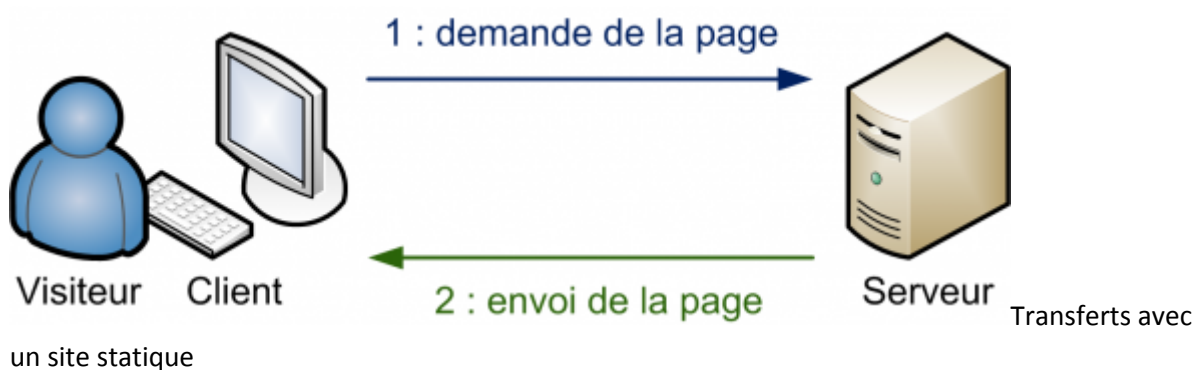 1 : demande de la page
Visiteur
Client
2 : envoi de la page
Serveur
Transferts avec
un site statique